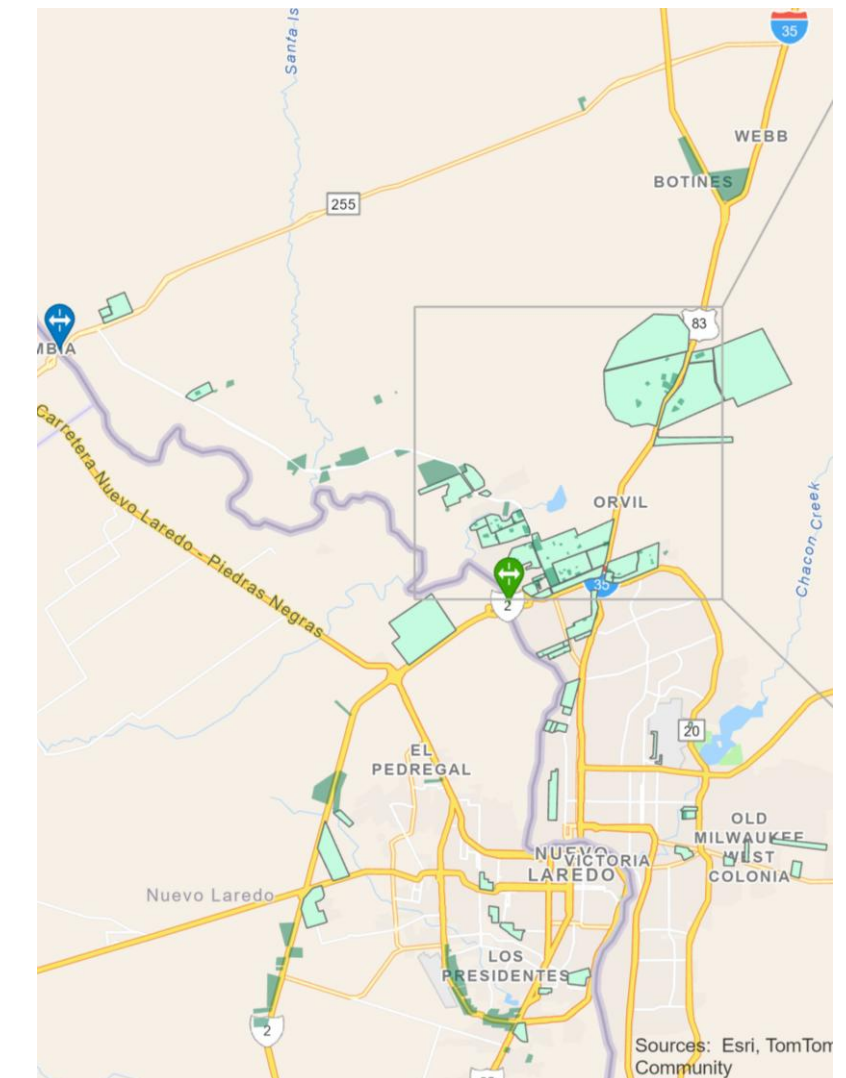 Santa Is
35
WEBB
BOTINES
255
83
MBIA
Carretera Nuevo Laredo - Piedras Negras
ORVIL
Chacon Creek
35
2
20
EL
PEDREGAL
OLD
MILWAUKEE
WEST
COLONIA
NUEVO
LAREDO
VICTORIA
Nuevo Laredo
LOS
PRESIDENTES
2
Sources: Esri, TomTom
Community